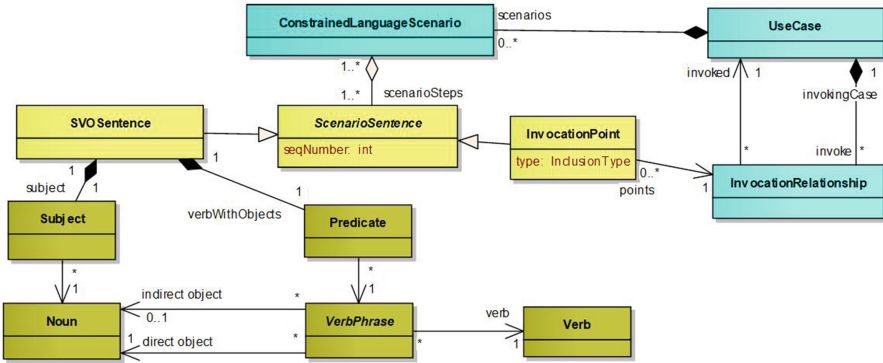 ConstrainedLanguageScenario
scenarios
0..*
UseCase
1..*
1..*
scenarioSteps
invoked
1
1
invokingCase
SVOSentence
ScenarioSentence
seqNumber: int
InvocationPoint
type: InclusionType
*
invoke
*
0..*
points
1
InvocationRelationship
1
subject
1
1
verbWithObjects
1
Subject
Predicate
*
1
*
1
Noun
indirect object
0..1
*
1
direct object
*
VerbPhrase
*
verb
1
Verb